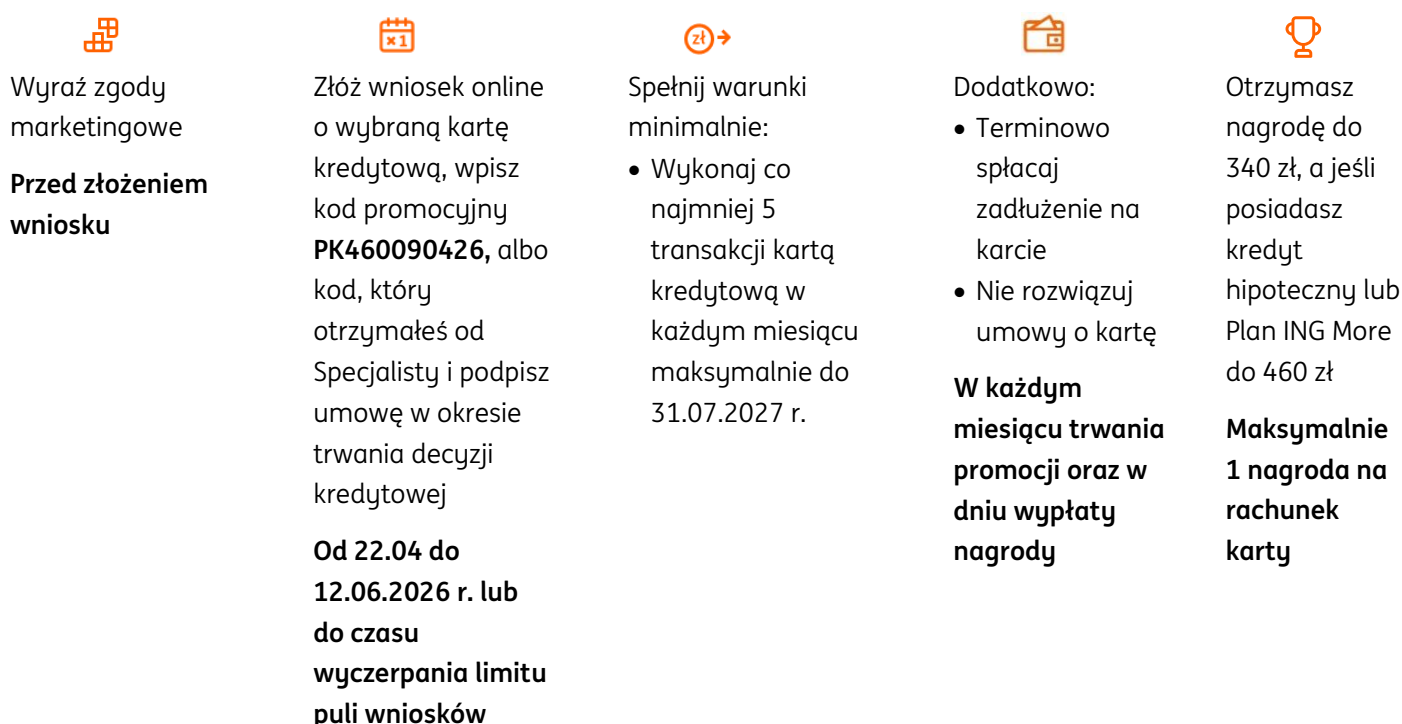 x1
zł
Wyraź zgody
marketingowe
Przed złożeniem
wniosku
Złóż wniosek online
o wybraną kartę
kredytową, wpisz
kod promocyjny
PK460090426, albo
kod, który
otrzymałeś od
Specjalisty i podpisz
umowę w okresie
trwania decyzji
kredytowej
Od 22.04 do
12.06.2026 r. lub
do czasu
wyczerpania limitu
puli wniosków
Spełnij warunki
minimalnie:
• Wykonaj co
najmniej 5
transakcji kartą
kredytową w
każdym miesiącu
maksymalnie do
31.07.2027 r.
Dodatkowo:
• Terminowo
spłacaj
zadłużenie na
karcie
• Nie rozwiązuj
umowy o kartę
W każdym
miesiącu trwania
promocji oraz w
dniu wypłaty
nagrody
Otrzymasz
nagrodę do
340 zł, a jeśli
posiadasz
kredyt
hipoteczny lub
Plan ING More
do 460 zł
Maksymalnie
1 nagroda na
rachunek
karty